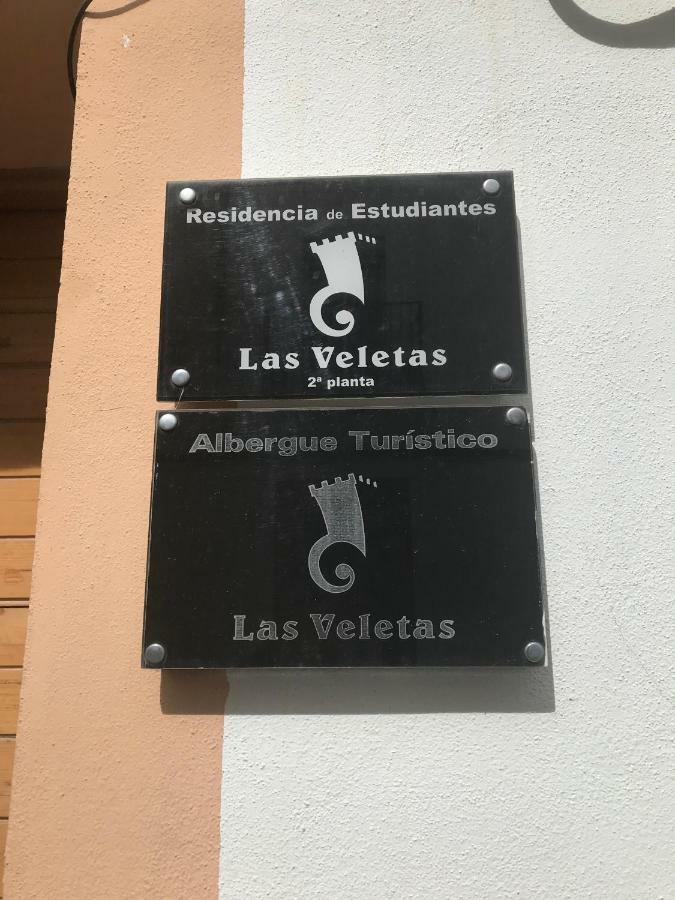 Residencia de Estudiantes
Las Veletas
2ª planta
Albergue Turístico
Las Veletas